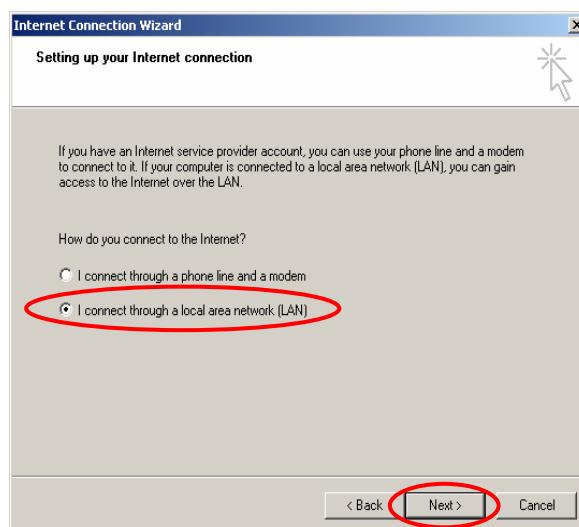 Internet Connection Wizard
Setting up your Internet connection
If you have an Internet service provider account, you can use your phone line and a modem
to connect to it. If your computer is connected to a local area network (LAN), you can gain
access to the Internet over the LAN.
How do you connect to the Internet?
I connect through a phone line and a modem
I connect through a local area network (LAN)
< Back
Next >
Cancel